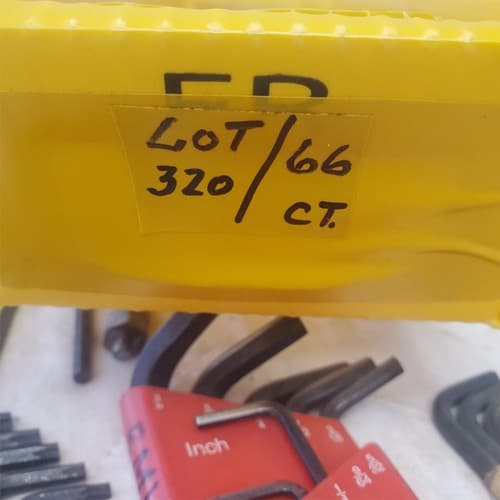 LOT / 66
320 CT.
Inch